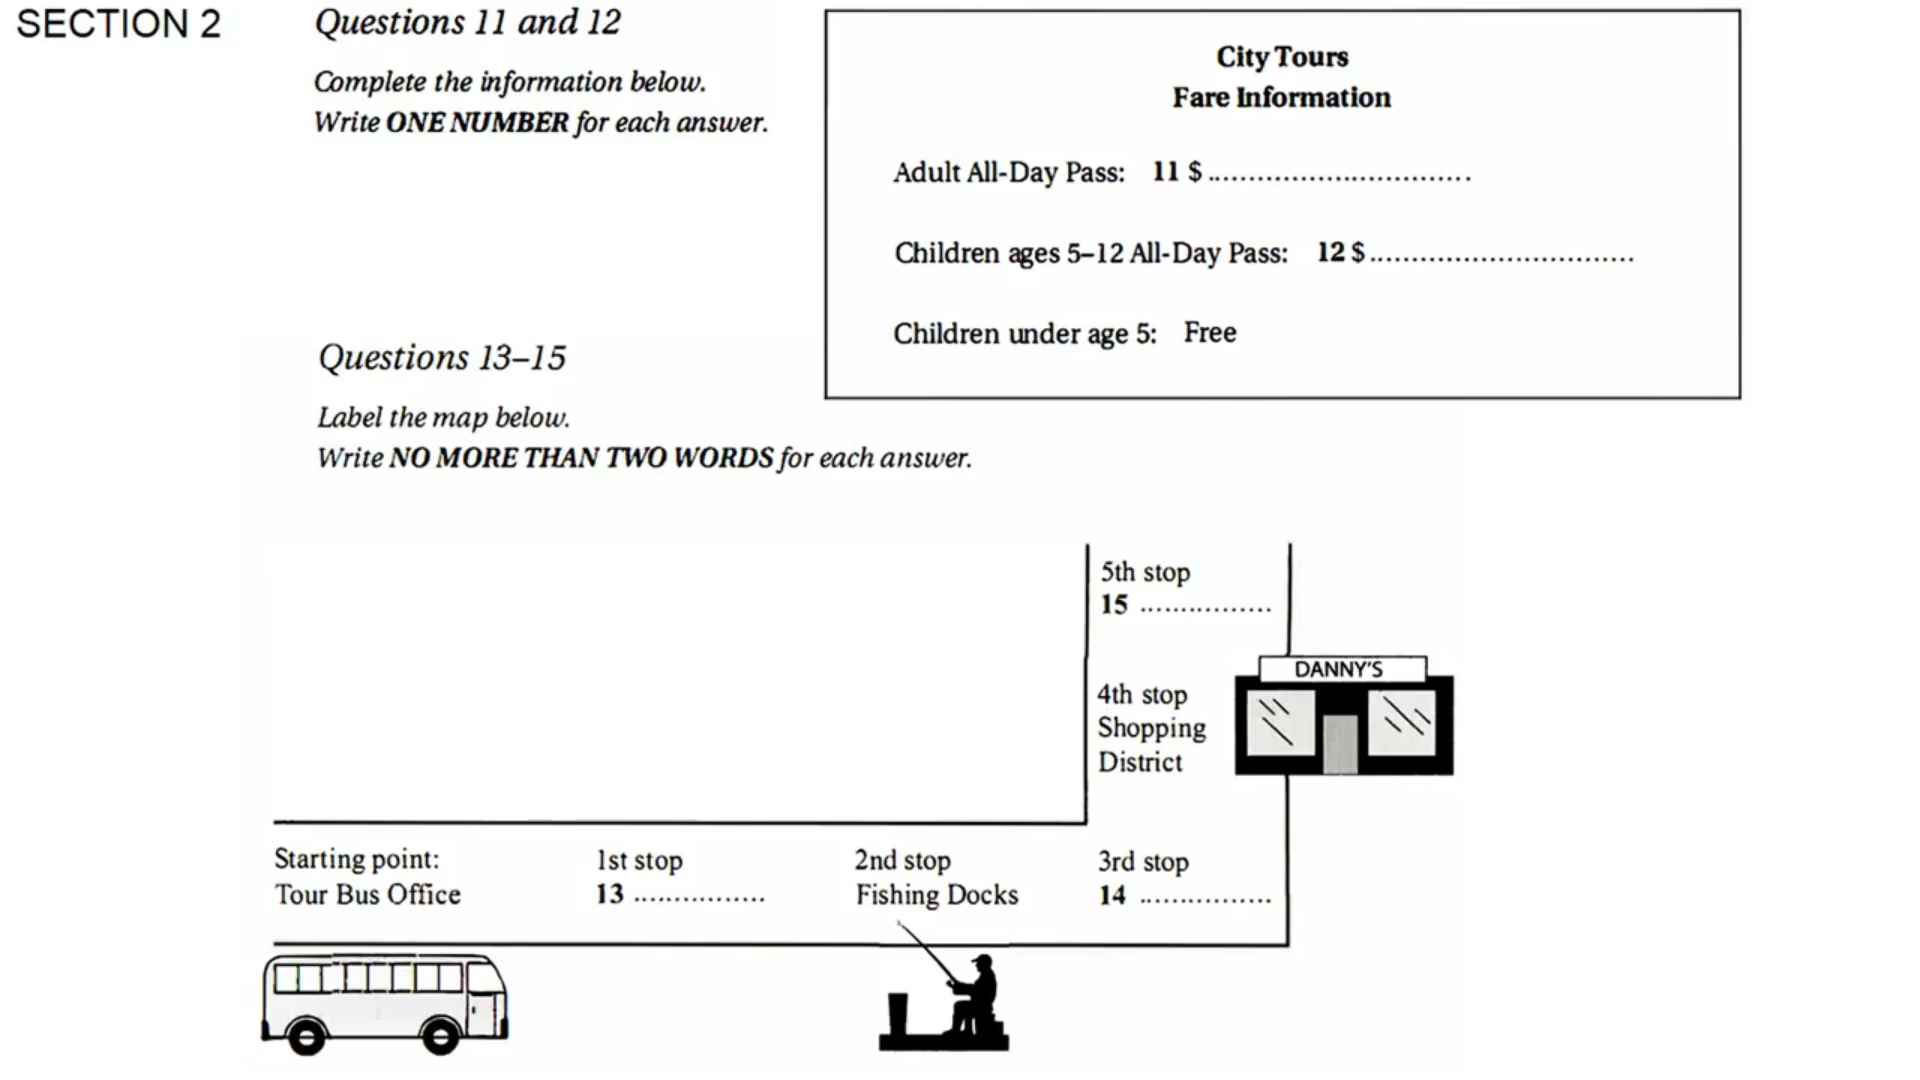 SECTION 2
Questions 11 and 12
Complete the information below.
Write ONE NUMBER for each answer.
City Tours
Fare Information
Adult All-Day Pass: 11 $ .................................
Children ages 5–12 All-Day Pass: 12 $ .................................
Children under age 5: Free
Questions 13–15
Label the map below.
Write NO MORE THAN TWO WORDS for each answer.
5th stop
15 ................
DANNY'S
4th stop
Shopping
District
Starting point:
Tour Bus Office
1st stop
13 ................
2nd stop
Fishing Docks
3rd stop
14 ................